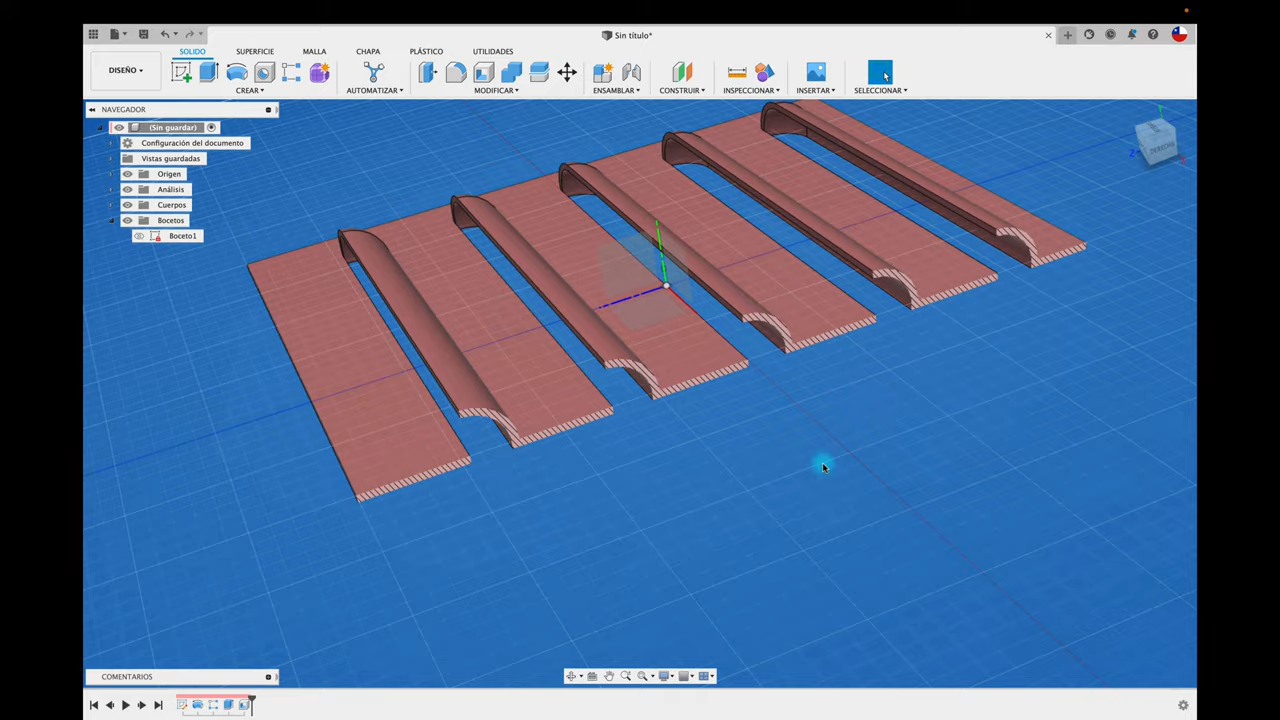 Sin título*
SOLIDO SUPERFICIE MALLA CHAPA PLÁSTICO UTILIDADES
DISEÑO
CREAR AUTOMATIZAR MODIFICAR ENSAMBLAR CONSTRUIR INSPECCIONAR INSERTAR SELECCIONAR
NAVEGADOR
(Sin guardar)
Configuración del documento
Vistas guardadas
Origen
Análisis
Cuerpos
Bocetos
Boceto1
DERECHA
Z
COMENTARIOS